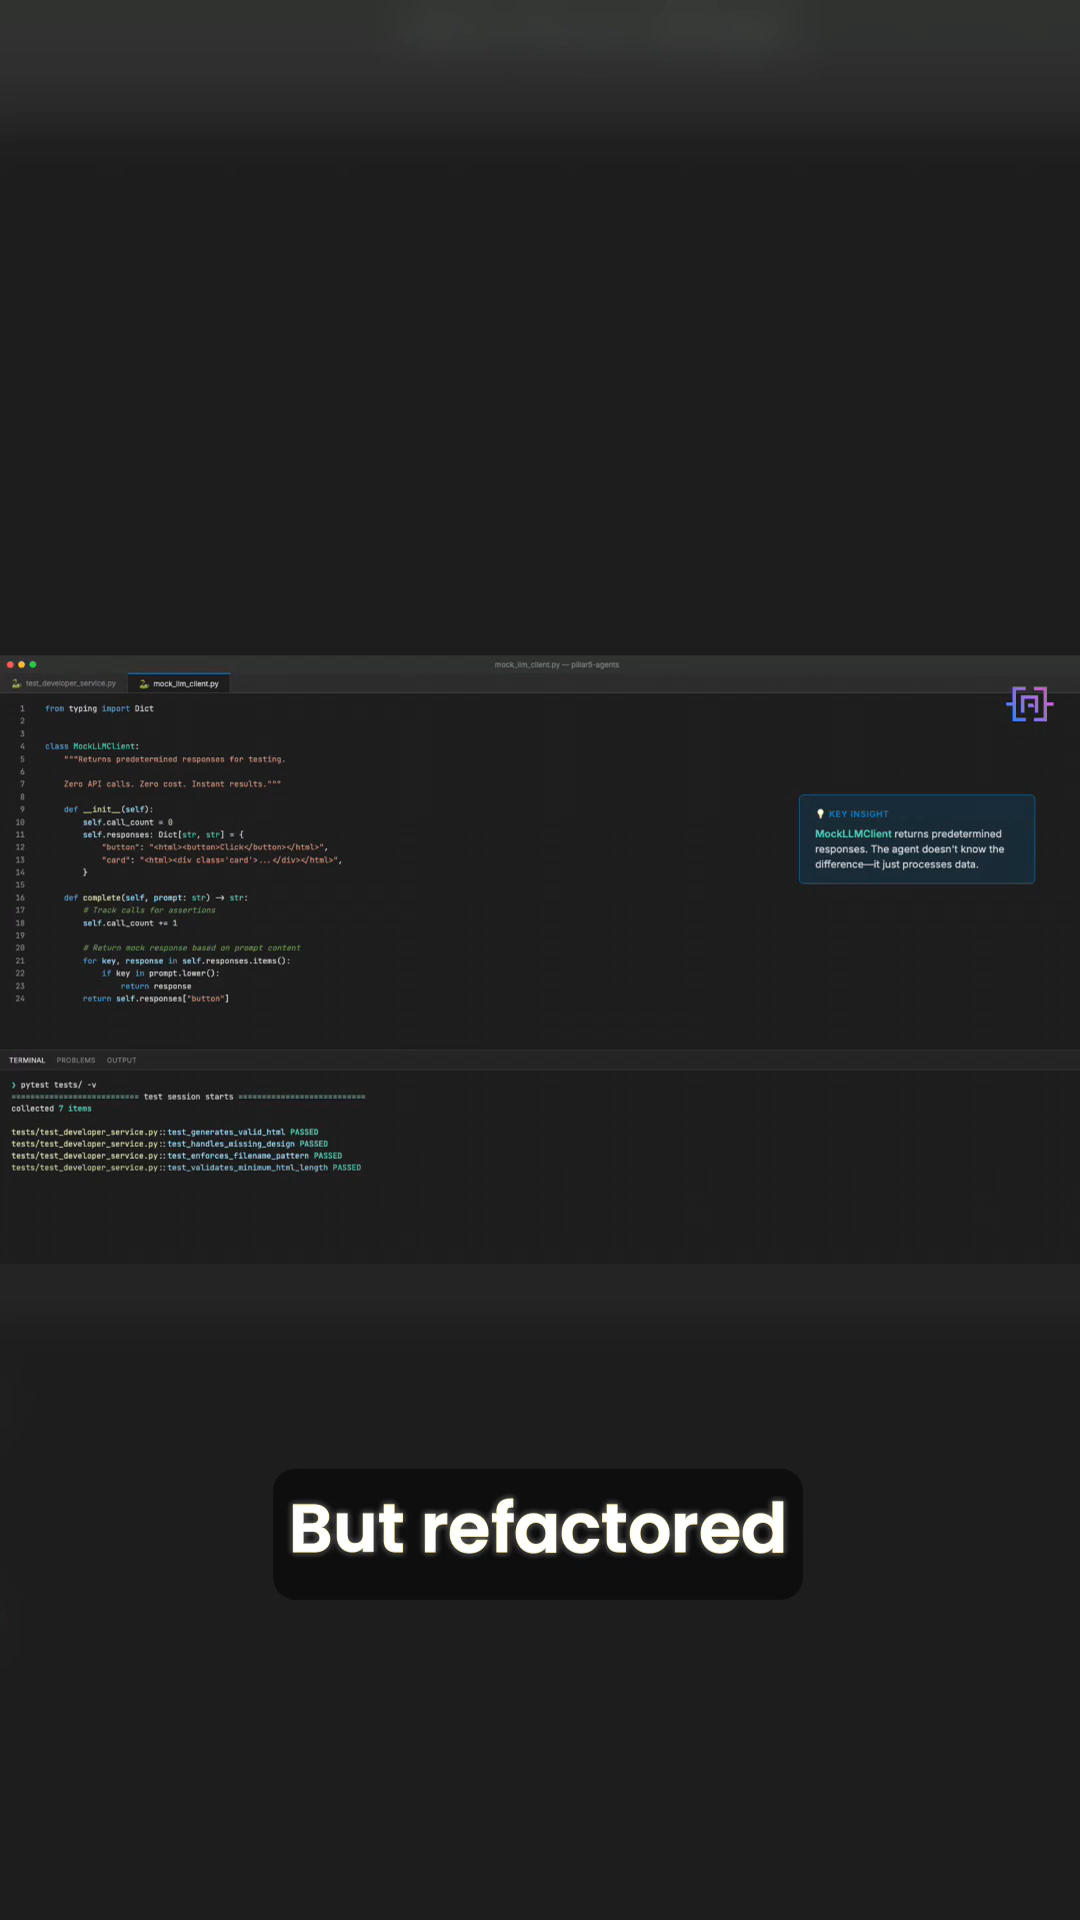 mock_llm_client.py — pillar5-agents
test_developer_service.py
mock_llm_client.py
1 from typing import Dict
2
3
4 class MockLLMClient:
5 """Returns predetermined responses for testing.
6
7 Zero API calls. Zero cost. Instant results."""
8
9 def __init__(self):
10 self.call_count = 0
11 self.responses: Dict[str, str] = {
12 "button": "<html><button>Click</button></html>",
13 "card": "<html><div class='card'>...</div></html>",
14 }
15
16 def complete(self, prompt: str) → str:
17 # Track calls for assertions
18 self.call_count += 1
19
20 # Return mock response based on prompt content
21 for key, response in self.responses.items():
22 if key in prompt.lower():
23 return response
24 return self.responses["button"]
💡 KEY INSIGHT
MockLLMClient returns predetermined
responses. The agent doesn't know the
difference—it just processes data.
TERMINAL PROBLEMS OUTPUT
❯ pytest tests/ -v
=========================== test session starts ===========================
collected 7 items
tests/test_developer_service.py::test_generates_valid_html PASSED
tests/test_developer_service.py::test_handles_missing_design PASSED
tests/test_developer_service.py::test_enforces_filename_pattern PASSED
tests/test_developer_service.py::test_validates_minimum_html_length PASSED
But refactored